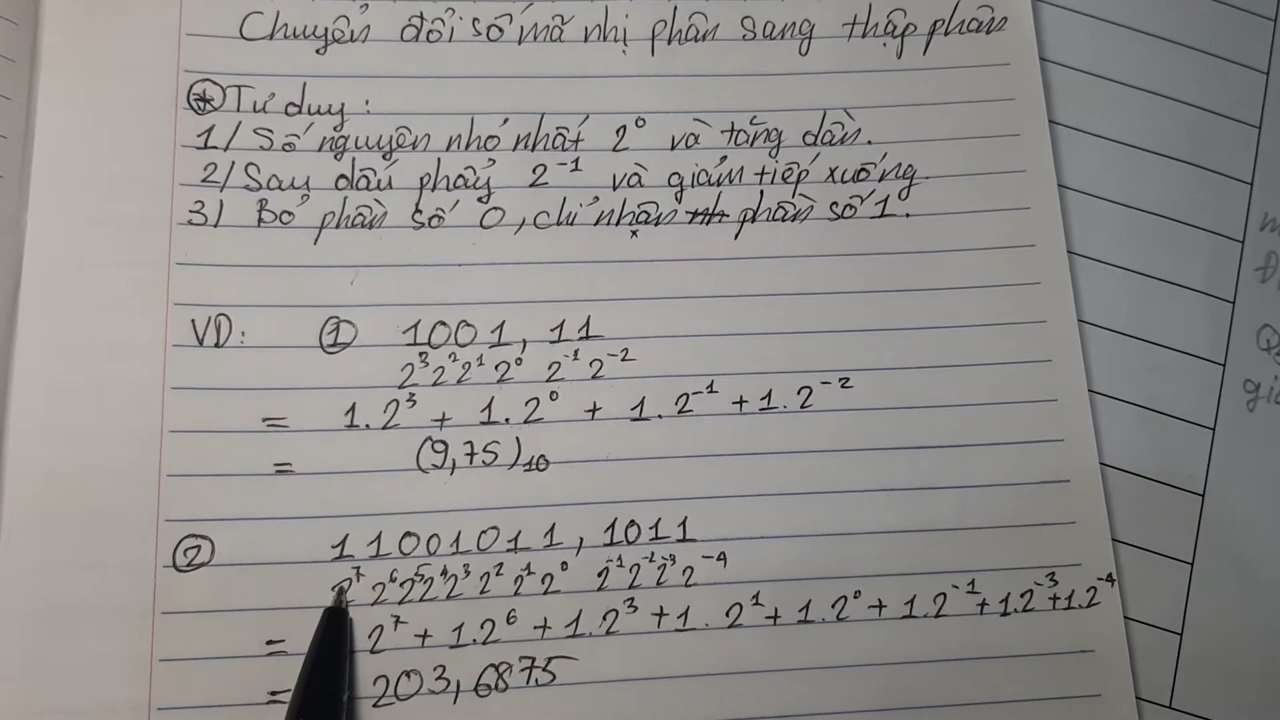 Chuyển đổi số mã nhị phân sang thập phân
* Tư duy:
1/ Số nguyên nhỏ nhất 2⁰ và tăng dần.
2/ Sau dấu phẩy 2⁻¹ và giảm tiếp xuống.
3/ Bỏ phần số 0, chỉ nhận phần số 1.
VD: ① 1001, 11
2³2²2¹2⁰ 2⁻¹2⁻²
= 1.2³ + 1.2⁰ + 1.2⁻¹ + 1.2⁻²
= (9,75)₁₀
② 11001011, 1011
2⁷2⁶2⁵2⁴2³2²2¹2⁰ 2⁻¹2⁻²2⁻³2⁻⁴
= 2⁷ + 1.2⁶ + 1.2³ + 1.2¹ + 1.2⁰ + 1.2⁻¹ + 1.2⁻³ + 1.2⁻⁴
= 203,6875